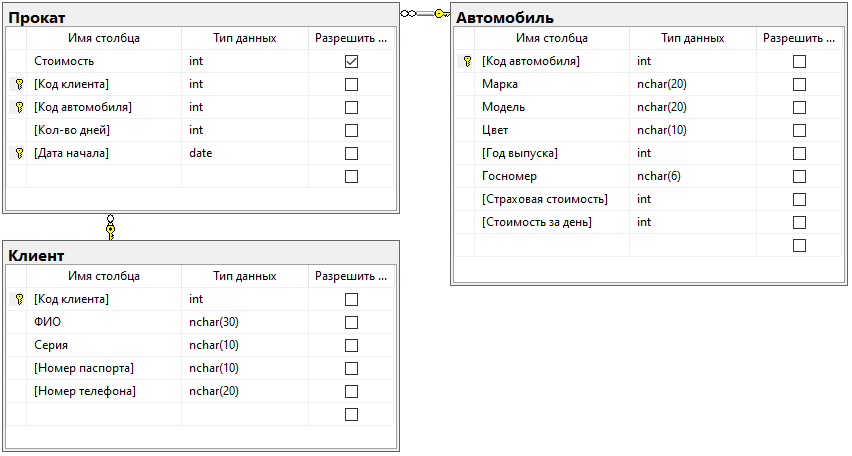 Прокат
Имя столбца Тип данных Разрешить ...
Стоимость int
[Код клиента] int
[Код автомобиля] int
[Кол-во дней] int
[Дата начала] date
Автомобиль
Имя столбца Тип данных Разрешить ...
[Код автомобиля] int
Марка nchar(20)
Модель nchar(20)
Цвет nchar(10)
[Год выпуска] int
Госномер nchar(6)
[Страховая стоимость] int
[Стоимость за день] int
Клиент
Имя столбца Тип данных Разрешить ...
[Код клиента] int
ФИО nchar(30)
Серия nchar(10)
[Номер паспорта] nchar(10)
[Номер телефона] nchar(20)